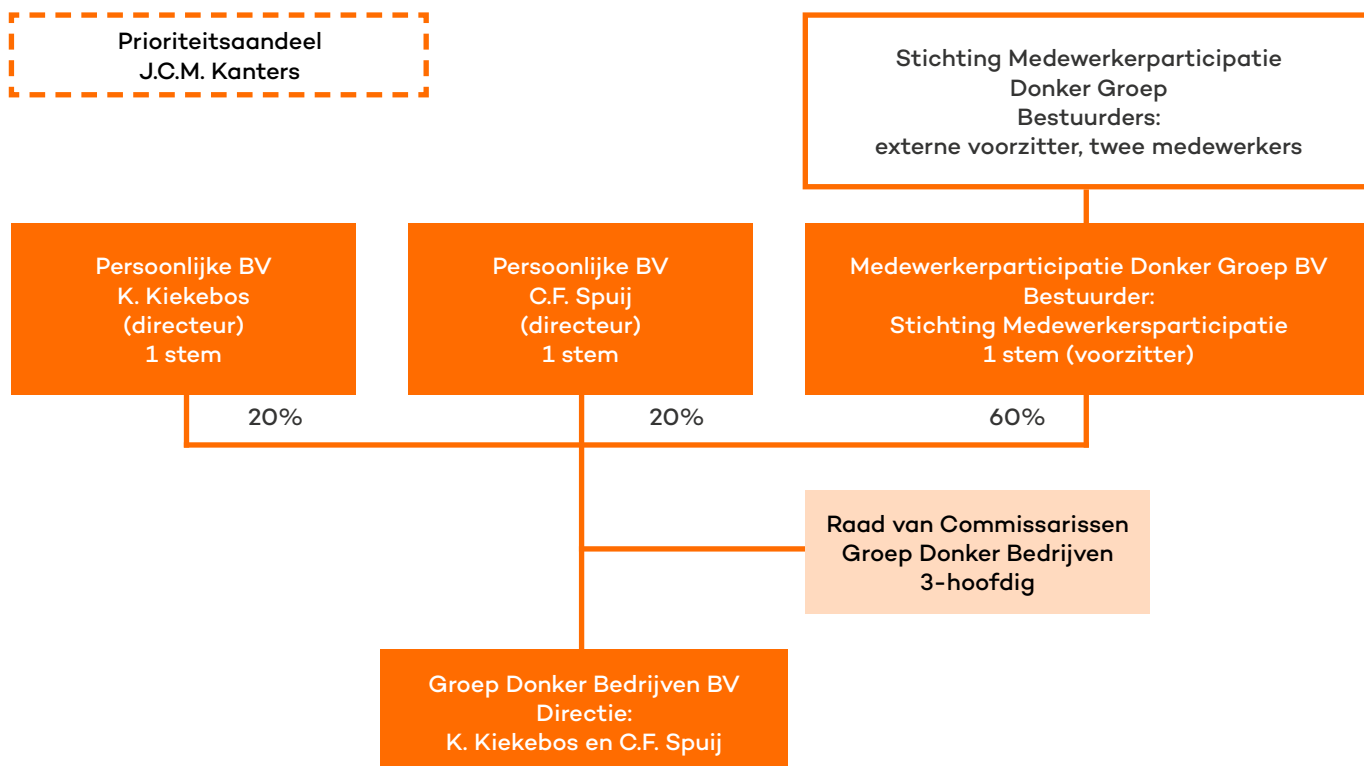 Prioriteitsaandeel
J.C.M. Kanters
Stichting Medewerkerparticipatie
Donker Groep
Bestuurders:
externe voorzitter, twee medewerkers
Persoonlijke BV
K. Kiekebos
(directeur)
1 stem
Persoonlijke BV
C.F. Spuij
(directeur)
1 stem
Medewerkerparticipatie Donker Groep BV
Bestuurder:
Stichting Medewerkersparticipatie
1 stem (voorzitter)
20%
20%
60%
Raad van Commissarissen
Groep Donker Bedrijven
3-hoofdig
Groep Donker Bedrijven BV
Directie:
K. Kiekebos en C.F. Spuij